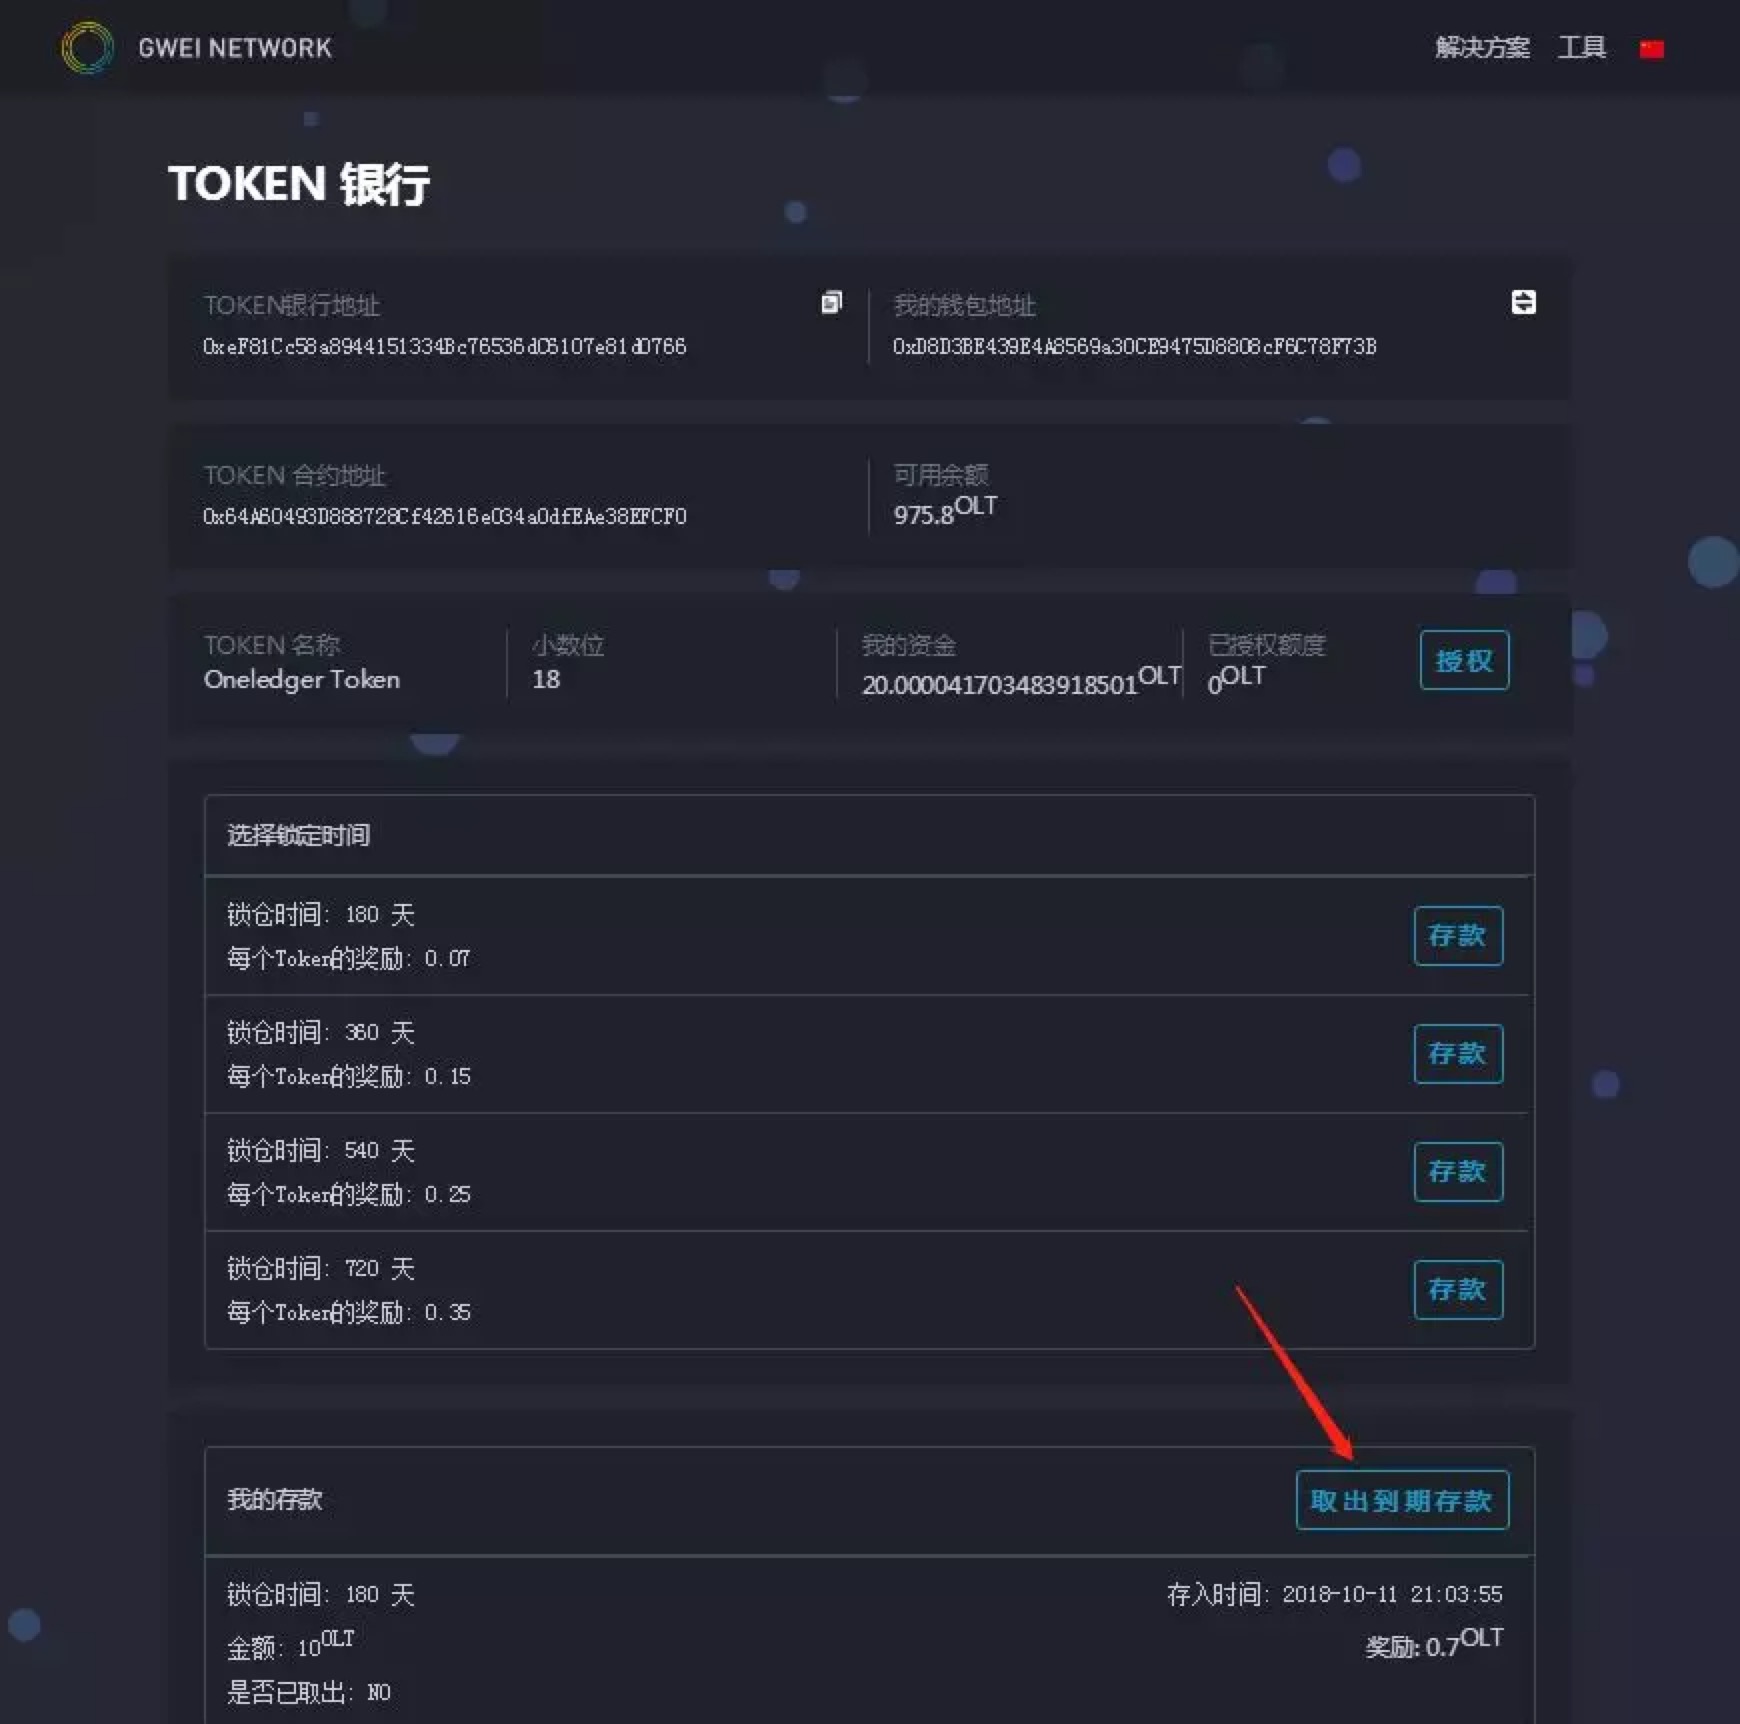 GWEI NETWORK
解决方案 工具
TOKEN 银行
TOKEN银行地址
0xeF81Cc58a8944151334Bc76536dC6107e81d0766
我的钱包地址
0xD8D3BE439E4A8569a30CE9475D8808cF6C78F73B
TOKEN 合约地址
0x64A60493D888728Cf42616e034a0dfEAe38EFCF0
可用余额
975.8OLT
TOKEN 名称
Oneledger Token
小数位
18
我的资金
20.000041703483918501OLT
已授权额度
0OLT
授权
选择锁定时间
锁仓时间: 180 天
每个Token的奖励: 0.07
存款
锁仓时间: 360 天
每个Token的奖励: 0.15
存款
锁仓时间: 540 天
每个Token的奖励: 0.25
存款
锁仓时间: 720 天
每个Token的奖励: 0.35
存款
我的存款
取出到期存款
锁仓时间: 180 天
存入时间: 2018-10-11 21:03:55
金额: 10OLT
奖励: 0.7OLT
是否已取出: NO